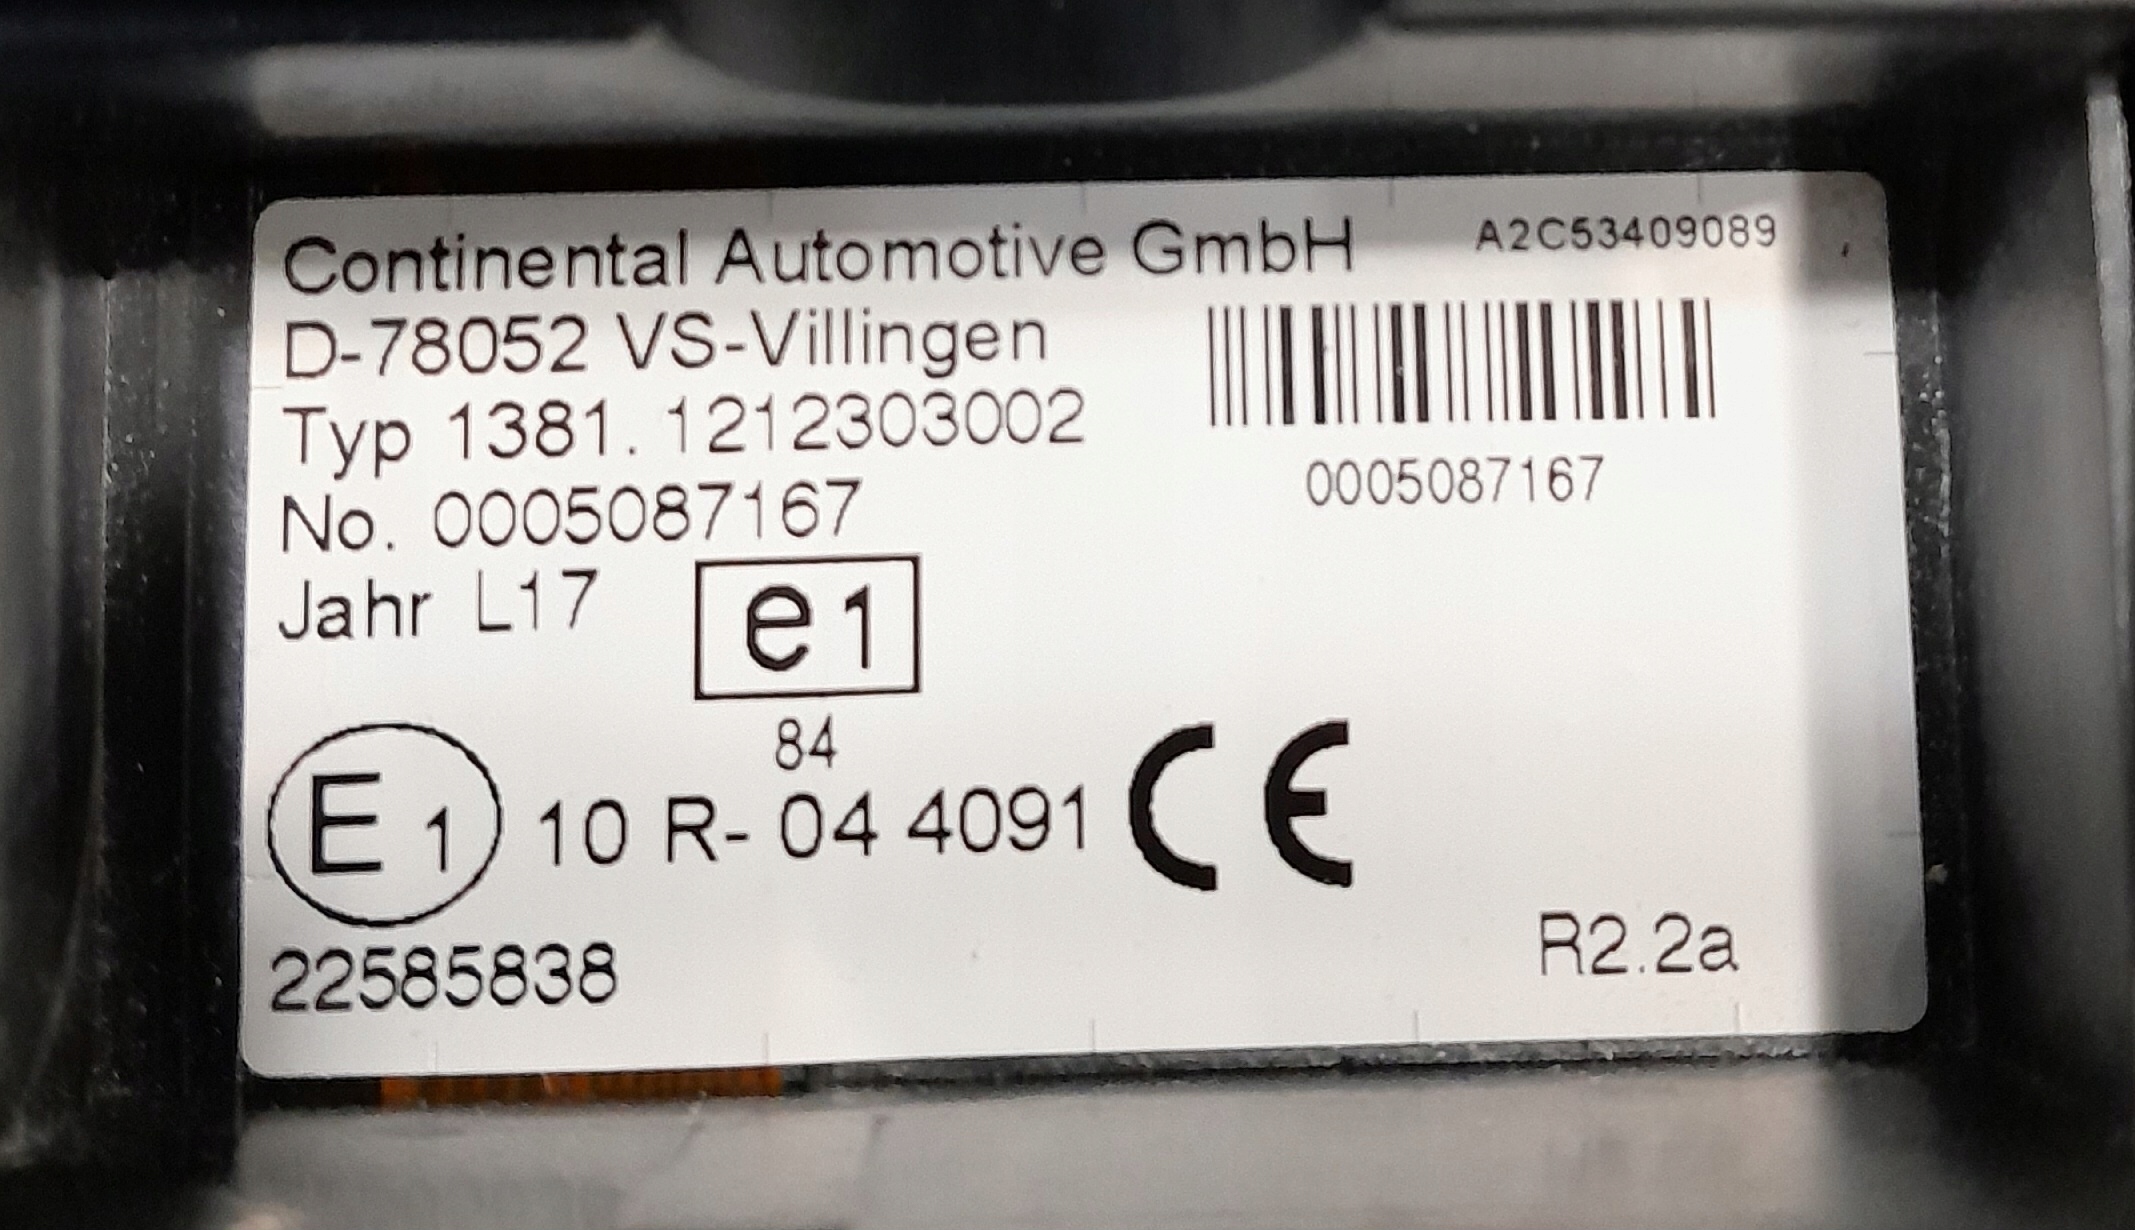 Continental Automotive GmbH A2C53409089
D-78052 VS-Villingen
Typ 1381.1212303002
No. 0005087167
0005087167
Jahr L17
e1
84
E1 10 R- 04 4091 CE
22585838
R2.2a